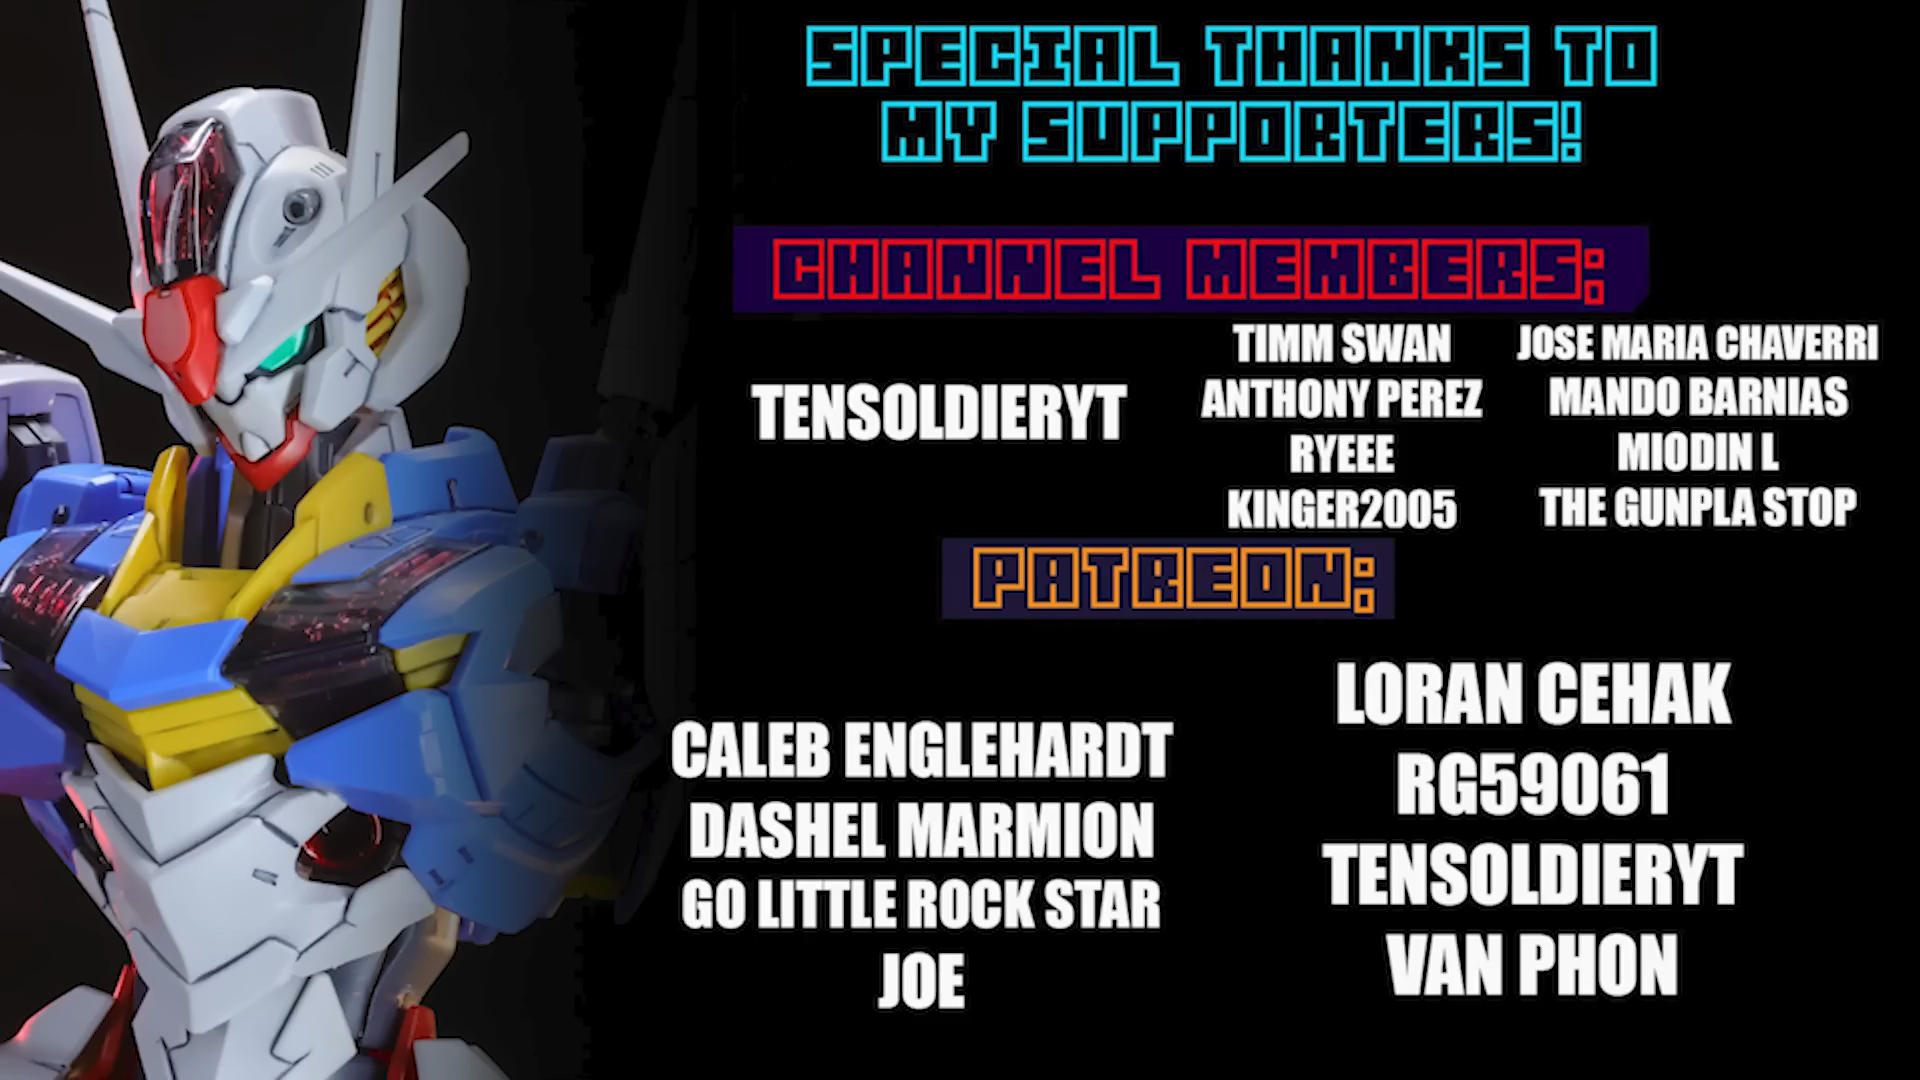 SPECIAL THANKS TO
MY SUPPORTERS!
CHANNEL MEMBERS:
TENSOLDIERYT
TIMM SWAN
ANTHONY PEREZ
RYEEE
KINGER2005
JOSE MARIA CHAVERRI
MANDO BARNIAS
MIODIN L
THE GUNPLA STOP
PATREON:
CALEB ENGLEHARDT
DASHEL MARMION
GO LITTLE ROCK STAR
JOE
LORAN CEHAK
RG59061
TENSOLDIERYT
VAN PHON